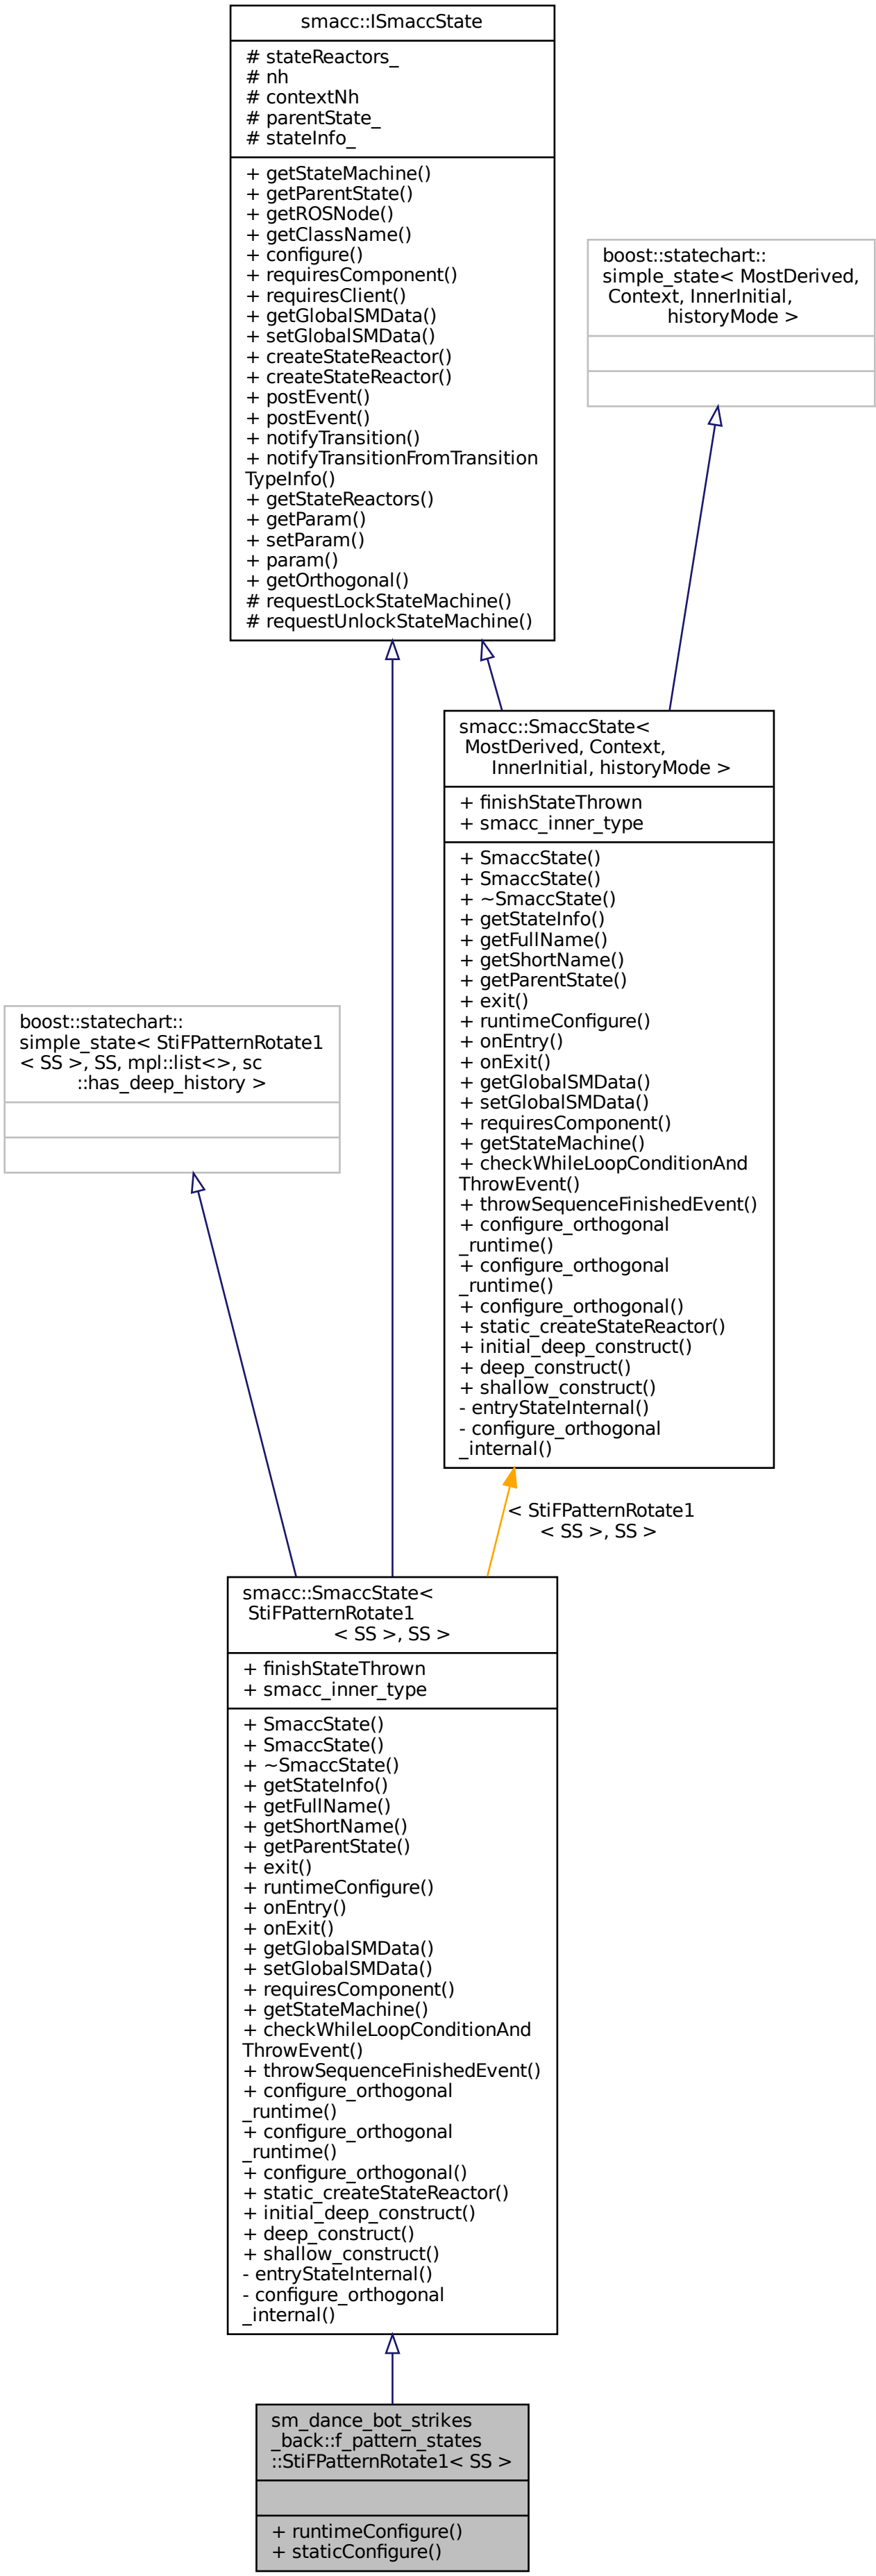 smacc::ISmaccState
# stateReactors_
# nh
# contextNh
# parentState_
# stateInfo_
+ getStateMachine()
+ getParentState()
+ getROSNode()
+ getClassName()
+ configure()
+ requiresComponent()
+ requiresClient()
+ getGlobalSMData()
+ setGlobalSMData()
+ createStateReactor()
+ createStateReactor()
+ postEvent()
+ postEvent()
+ notifyTransition()
+ notifyTransitionFromTransition
TypeInfo()
+ getStateReactors()
+ getParam()
+ setParam()
+ param()
+ getOrthogonal()
# requestLockStateMachine()
# requestUnlockStateMachine()
boost::statechart::
simple_state< MostDerived,
Context, InnerInitial,
historyMode >
smacc::SmaccState<
MostDerived, Context,
InnerInitial, historyMode >
+ finishStateThrown
+ smacc_inner_type
+ SmaccState()
+ SmaccState()
+ ~SmaccState()
+ getStateInfo()
+ getFullName()
+ getShortName()
+ getParentState()
+ exit()
+ runtimeConfigure()
+ onEntry()
+ onExit()
+ getGlobalSMData()
+ setGlobalSMData()
+ requiresComponent()
+ getStateMachine()
+ checkWhileLoopConditionAnd
ThrowEvent()
+ throwSequenceFinishedEvent()
+ configure_orthogonal
_runtime()
+ configure_orthogonal
_runtime()
+ configure_orthogonal()
+ static_createStateReactor()
+ initial_deep_construct()
+ deep_construct()
+ shallow_construct()
- entryStateInternal()
- configure_orthogonal
_internal()
boost::statechart::
simple_state< StiFPatternRotate1
< SS >, SS, mpl::list<>, sc
::has_deep_history >
< StiFPatternRotate1
< SS >, SS >
smacc::SmaccState<
StiFPatternRotate1
< SS >, SS >
+ finishStateThrown
+ smacc_inner_type
+ SmaccState()
+ SmaccState()
+ ~SmaccState()
+ getStateInfo()
+ getFullName()
+ getShortName()
+ getParentState()
+ exit()
+ runtimeConfigure()
+ onEntry()
+ onExit()
+ getGlobalSMData()
+ setGlobalSMData()
+ requiresComponent()
+ getStateMachine()
+ checkWhileLoopConditionAnd
ThrowEvent()
+ throwSequenceFinishedEvent()
+ configure_orthogonal
_runtime()
+ configure_orthogonal
_runtime()
+ configure_orthogonal()
+ static_createStateReactor()
+ initial_deep_construct()
+ deep_construct()
+ shallow_construct()
- entryStateInternal()
- configure_orthogonal
_internal()
sm_dance_bot_strikes
_back::f_pattern_states
::StiFPatternRotate1< SS >
+ runtimeConfigure()
+ staticConfigure()